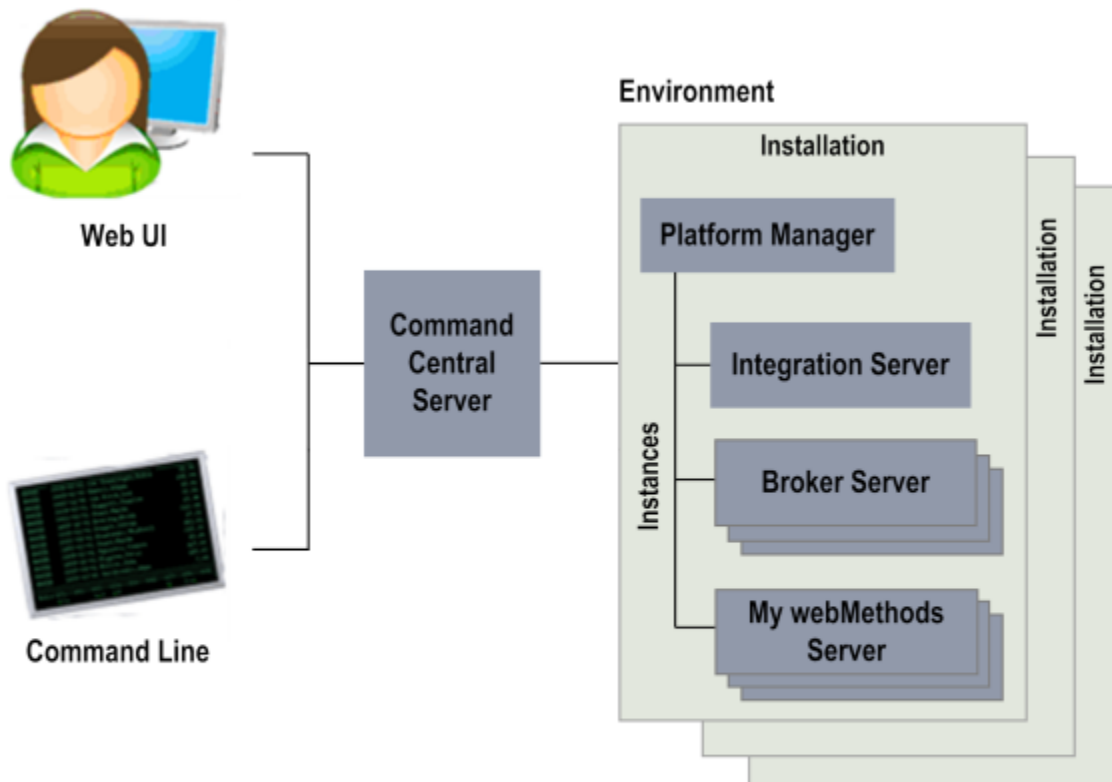 Web UI
Command Line
Command
Central
Server
Environment
Installation
Platform Manager
Integration Server
Instances
Broker Server
My webMethods
Server
Installation
Installation